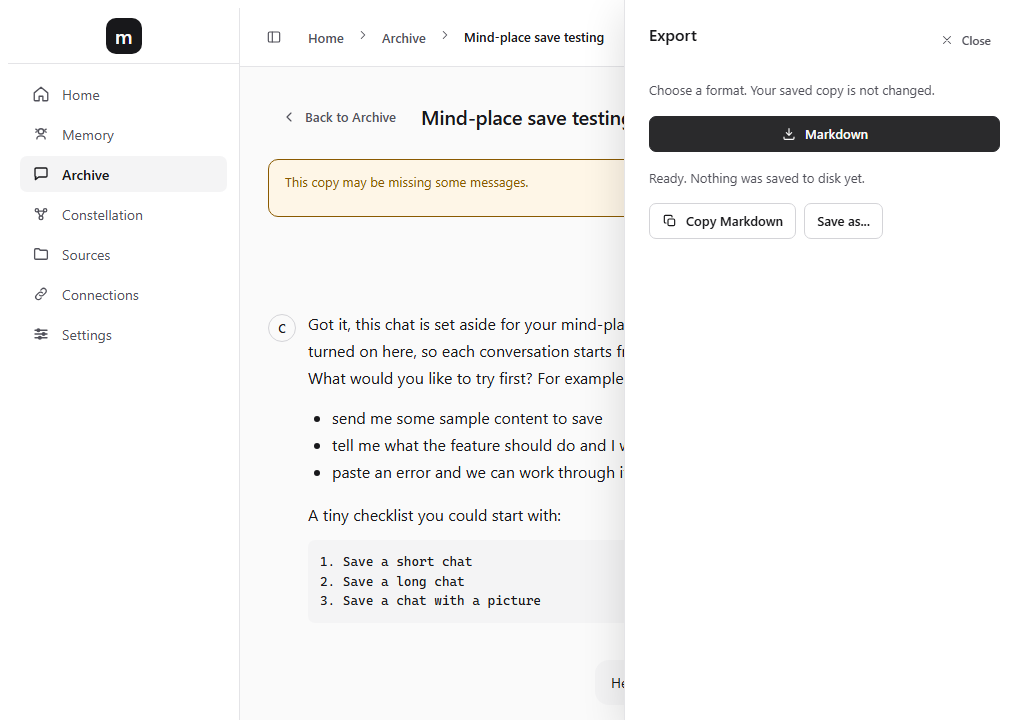 m
Home
Memory
Archive
Constellation
Sources
Connections
Settings
Home > Archive > Mind-place save testing
Back to Archive
Mind-place save testing
This copy may be missing some messages.
C
Got it, this chat is set aside for your
turned on here, so each conversation starts
What would you like to try first? For example
• send me some sample content to save
• tell me what the feature should do and I
• paste an error and we can work through
A tiny checklist you could start with:
1. Save a short chat
2. Save a long chat
3. Save a chat with a picture
Export
Close
Choose a format. Your saved copy is not changed.
Markdown
Ready. Nothing was saved to disk yet.
Copy Markdown
Save as...